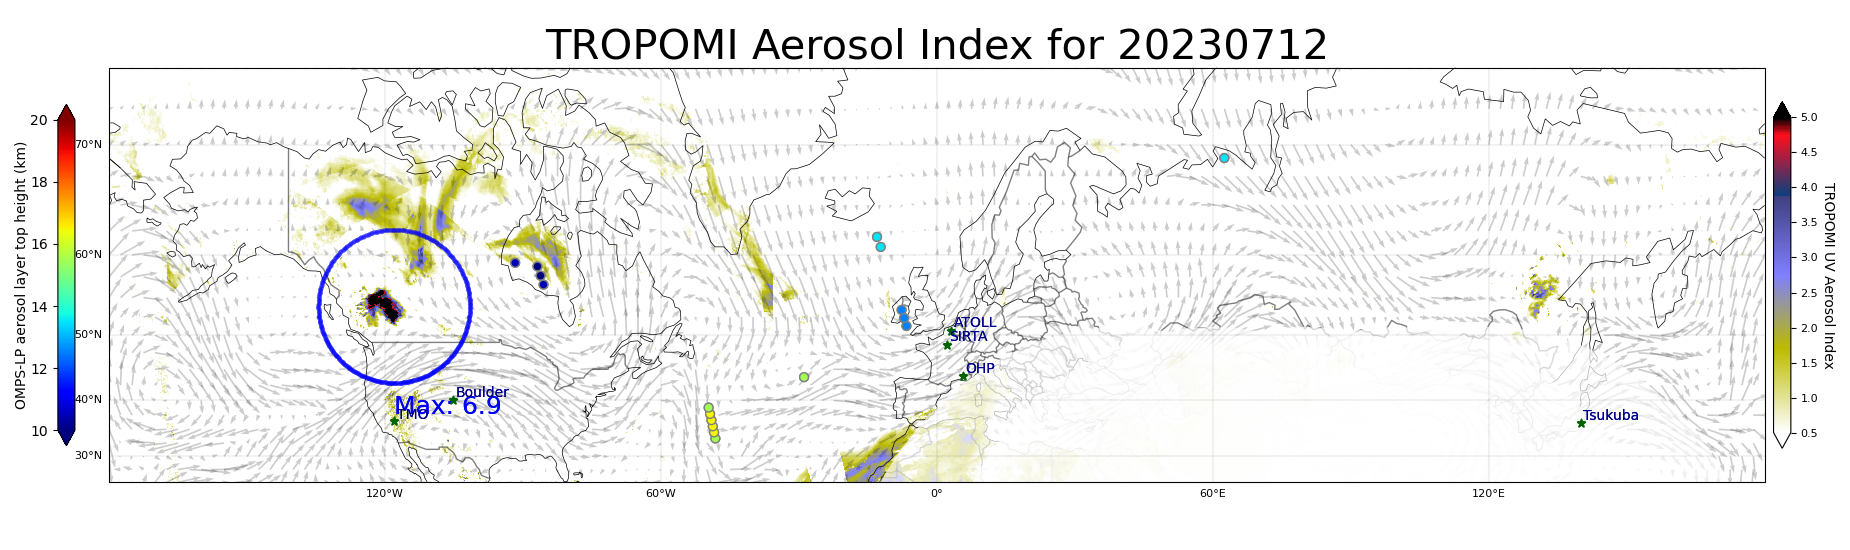 TROPOMI Aerosol Index for 20230712
OMPS-LP aerosol layer top height (km)
20
18
16
14
12
10
70°N
60°N
50°N
40°N
30°N
120°W
60°W
0°
60°E
120°E
ATOLL
SIRTA
OHP
Boulder
Max. 6.9
TMO
Tsukuba
5.0
4.5
4.0
3.5
3.0
2.5
2.0
1.5
1.0
0.5
TROPOMI UV Aerosol Index